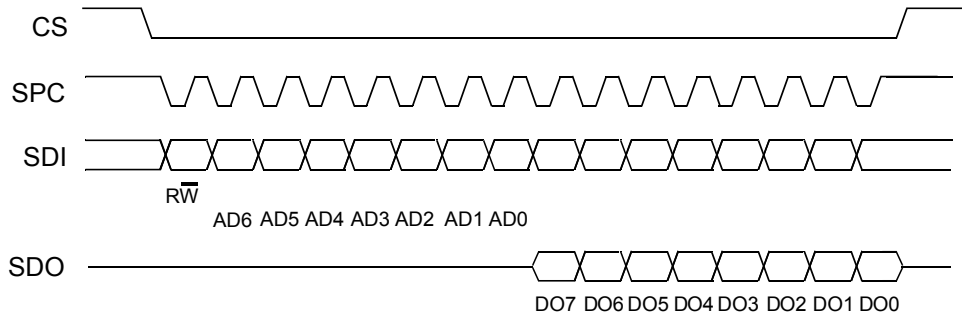 CS
SPC
SDI
RW̅
AD6 AD5 AD4 AD3 AD2 AD1 AD0
SDO
DO7 DO6 DO5 DO4 DO3 DO2 DO1 DO0